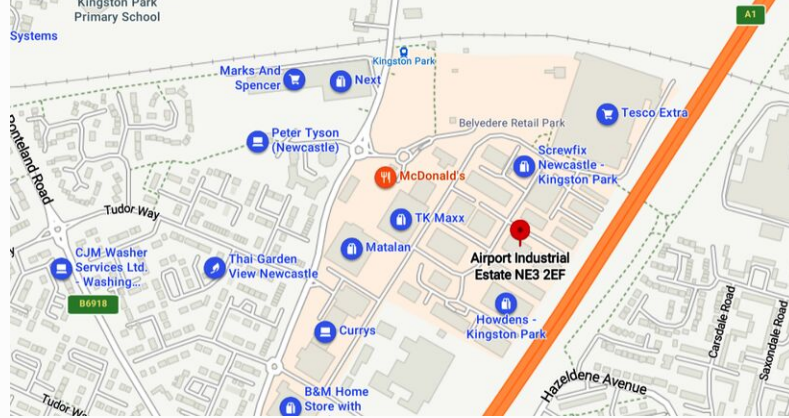 Kingston Park
Primary School
A1
Systems
Kingston Park
Marks And
Spencer
Next
Tesco Extra
Belvedere Retail Park
Peter Tyson
(Newcastle)
Screwfix
Newcastle -
Kingston Park
McDonald's
Ponteland Road
Tudor Way
TK Maxx
Matalan
CJM Washer
Services Ltd.
- Washing...
Thai Garden
View Newcastle
Airport Industrial
Estate NE3 2EF
B6918
Howdens -
Kingston Park
Currys
Carsdale Road
Saxondale Road
Hazeldene Avenue
B&M Home
Store with
Tudor Way